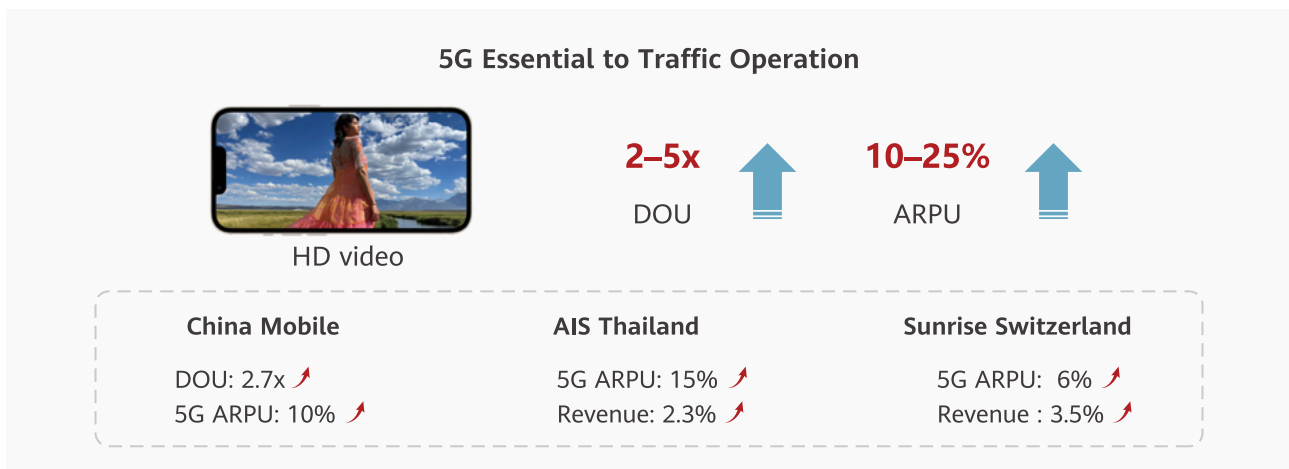 5G Essential to Traffic Operation
2–5x
10–25%
DOU
ARPU
HD video
China Mobile
DOU: 2.7x
5G ARPU: 10%
AIS Thailand
5G ARPU: 15%
Revenue: 2.3%
Sunrise Switzerland
5G ARPU: 6%
Revenue : 3.5%